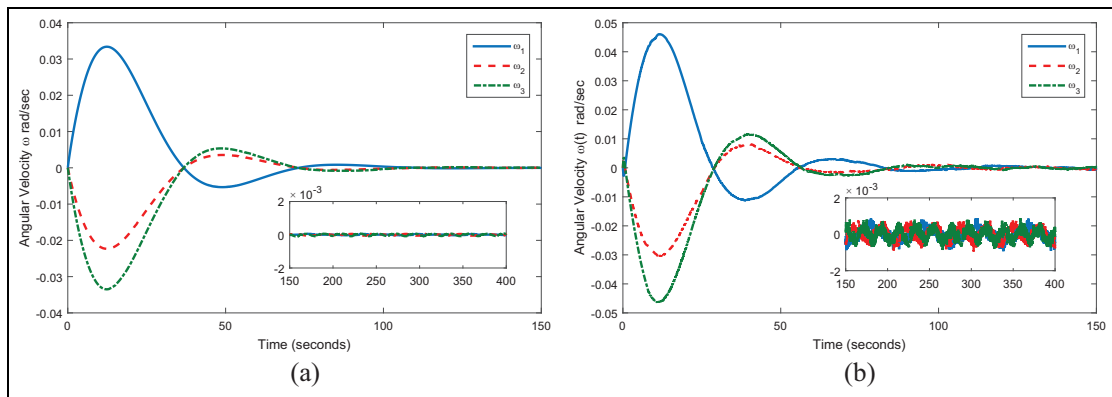 0.04
0.03
0.02
0.01
0
-0.01
-0.02
-0.03
-0.04
Angular Velocity ω rad/sec
ω1
ω2
ω3
× 10-3
2
0
-2
150 200 250 300 350 400
0 50 100 150
Time (seconds)
(a)
0.05
0.04
0.03
0.02
0.01
0
-0.01
-0.02
-0.03
-0.04
-0.05
Angular Velocity ω(t) rad/sec
ω1
ω2
ω3
× 10-3
2
0
-2
150 200 250 300 350 400
0 50 100 150
Time (seconds)
(b)